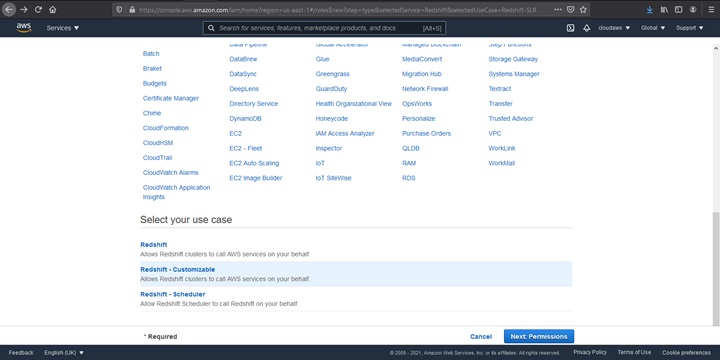 https://console.aws.amazon.com/iam/home?region=us-east-1#/roles$new?step=type&selectedService=Redshift&selectedUseCase=Redshift-SLR
aws Services Search for services, features, marketplace products, and docs [Alt+S] cloudaws Global Support
Data Pipeline Global Accelerator Managed Blockchain Step Functions
Batch DataBrew Glue MediaConvert Storage Gateway
Braket DataSync Greengrass Migration Hub Systems Manager
Budgets DeepLens GuardDuty Network Firewall Textract
Certificate Manager Directory Service Health Organizational View OpsWorks Transfer
Chime DynamoDB Honeycode Personalize Trusted Advisor
CloudFormation EC2 IAM Access Analyzer Purchase Orders VPC
CloudHSM EC2 - Fleet Inspector QLDB WorkLink
CloudTrail EC2 Auto Scaling IoT RAM WorkMail
CloudWatch Alarms EC2 Image Builder IoT SiteWise RDS
CloudWatch Application
Insights
Select your use case
Redshift
Allows Redshift clusters to call AWS services on your behalf.
Redshift - Customizable
Allows Redshift clusters to call AWS services on your behalf.
Redshift - Scheduler
Allow Redshift Scheduler to call Redshift on your behalf.
* Required Cancel Next: Permissions
Feedback English (UK) © 2008 - 2021, Amazon Web Services, Inc. or its affiliates. All rights reserved. Privacy Policy Terms of Use Cookie preferences